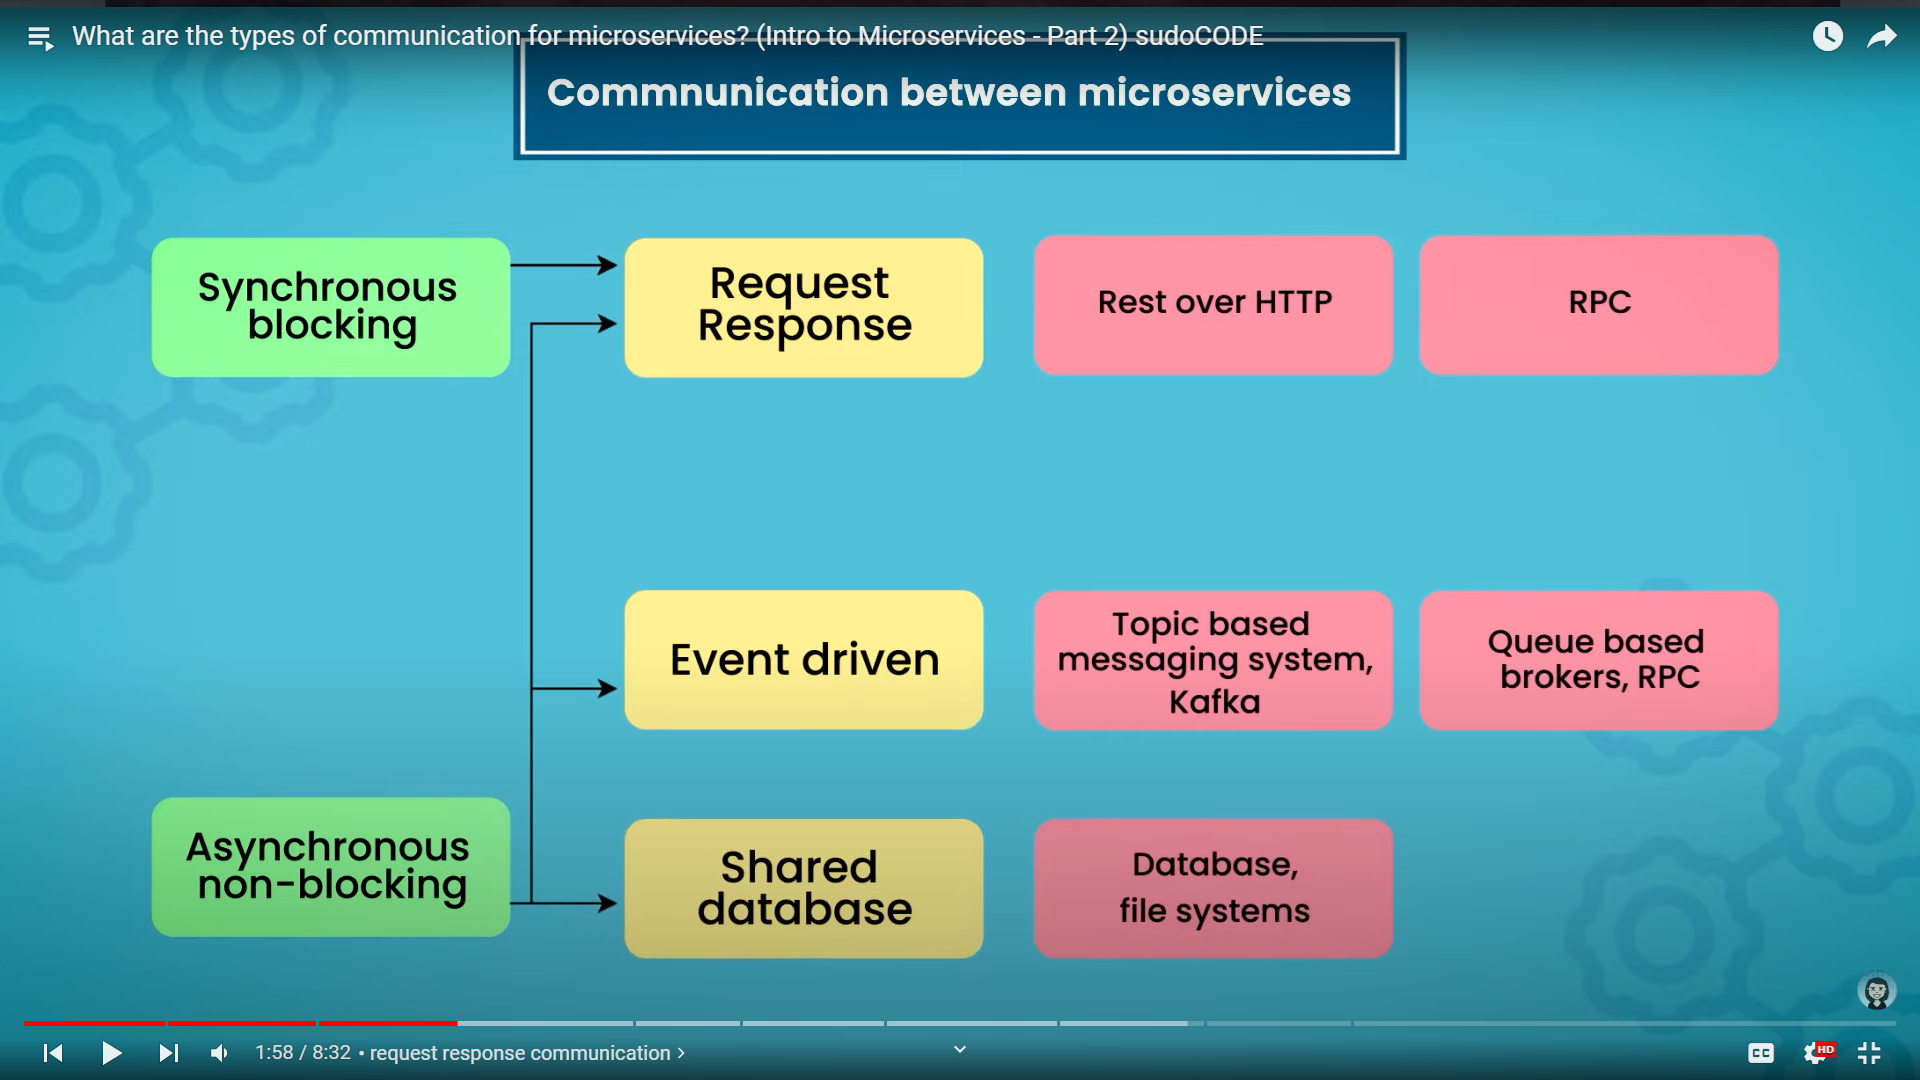 What are the types of communication for microservices? (Intro to Microservices - Part 2) sudoCODE
Commnunication between microservices
Synchronous
blocking
Request
Response
Rest over HTTP
RPC
Event driven
Topic based
messaging system,
Kafka
Queue based
brokers, RPC
Asynchronous
non-blocking
Shared
database
Database,
file systems
1:58 / 8:32 • request response communication >
CC
HD